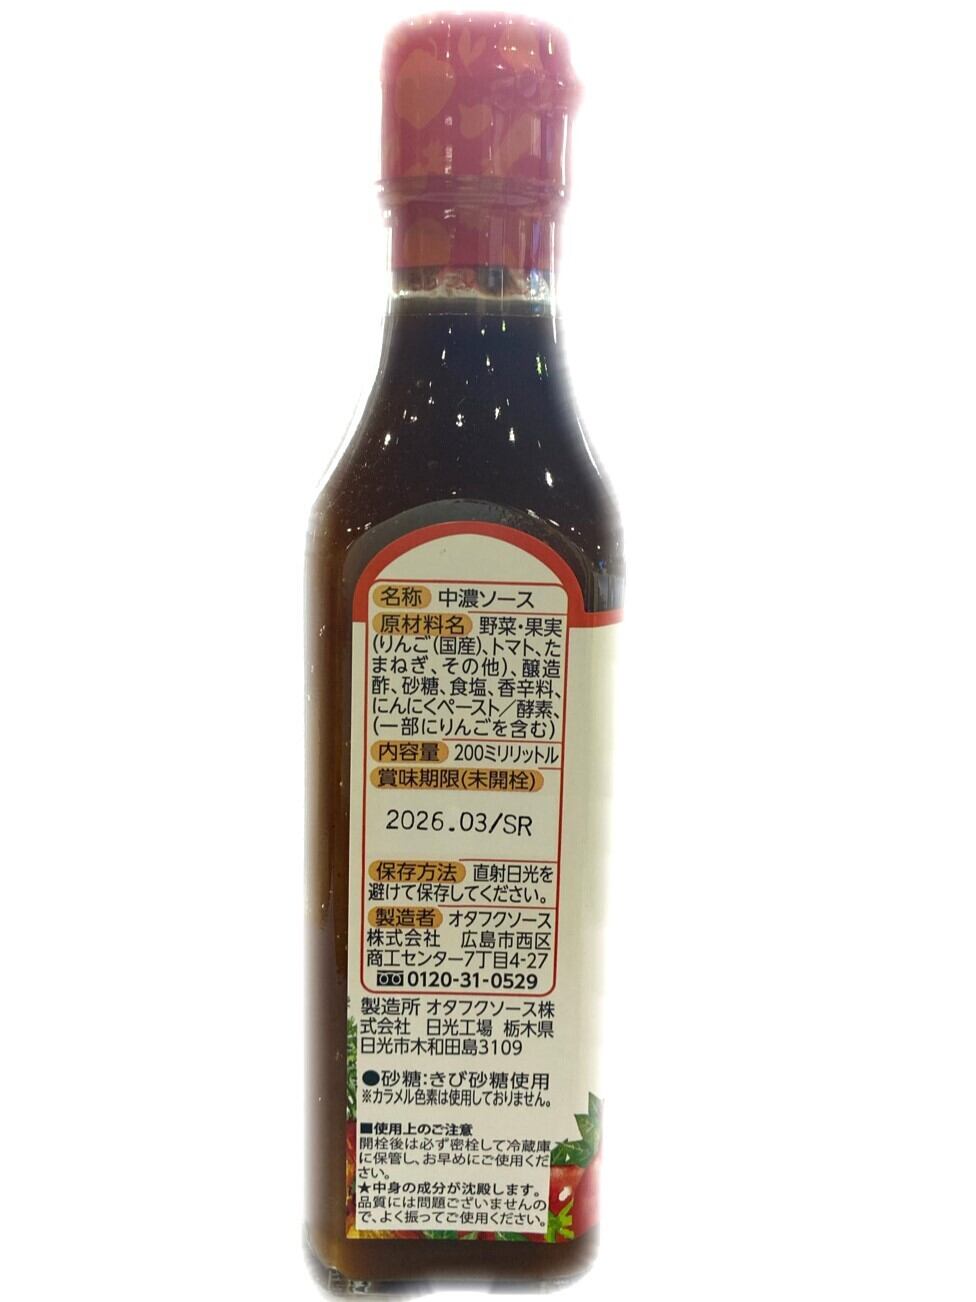 名称 中濃ソース
原材料名 野菜・果実
(りんご(国産)、トマト、た
まねぎ、その他)、醸造
酢、砂糖、食塩、香辛料、
にんにくペースト／酵素、
(一部にりんごを含む)
内容量 200ミリリットル
賞味期限(未開栓)
2026.03/SR
保存方法 直射日光を
避けて保存してください。
製造者 オタフクソース
株式会社 広島市西区
商工センター7丁目4-27
0120-31-0529
製造所 オタフクソース株
式会社 日光工場 栃木県
日光市木和田島3109
●砂糖:きび砂糖使用
※カラメル色素は使用しておりません。
■使用上のご注意
開栓後は必ず密栓して冷蔵庫
に保管し、お早めにご使用くだ
さい。
★中身の成分が沈殿します。
品質には問題ございませんの
で、よく振ってご使用ください。